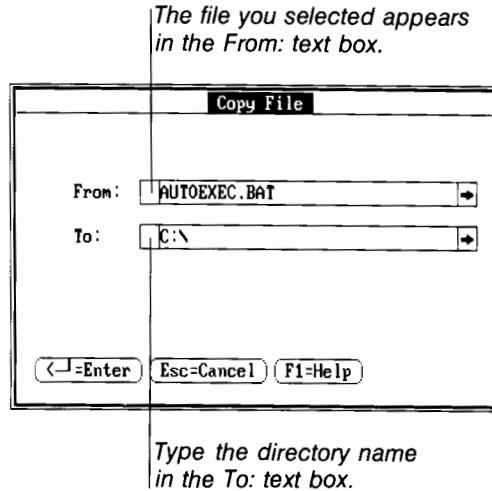 The file you selected appears
in the From: text box.
Copy File
From: AUTOEXEC.BAT
To: C:\
=Enter Esc=Cancel F1=Help
Type the directory name
in the To: text box.